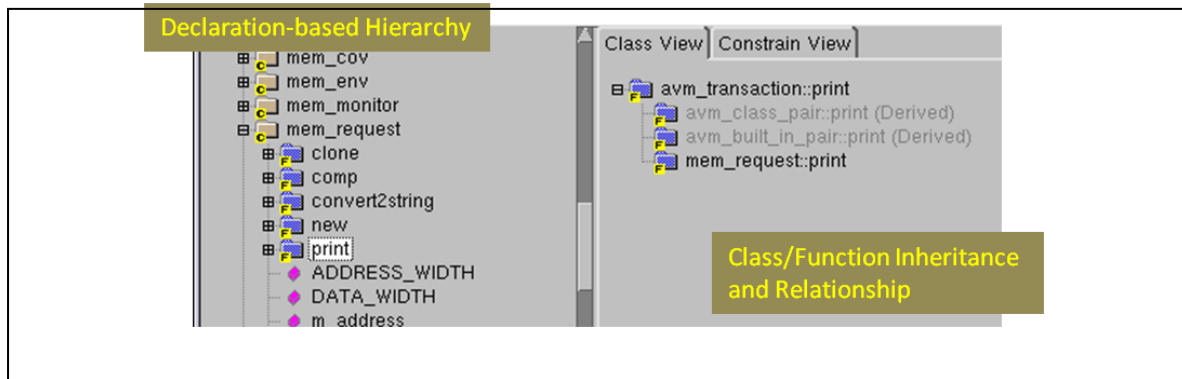 Declaration-based Hierarchy
mem_cov
mem_env
mem_monitor
mem_request
clone
comp
convert2string
new
print
ADDRESS_WIDTH
DATA_WIDTH
m_address
Class View Constrain View
avm_transaction::print
avm_class_pair::print (Derived)
avm_built_in_pair::print (Derived)
mem_request::print
Class/Function Inheritance
and Relationship